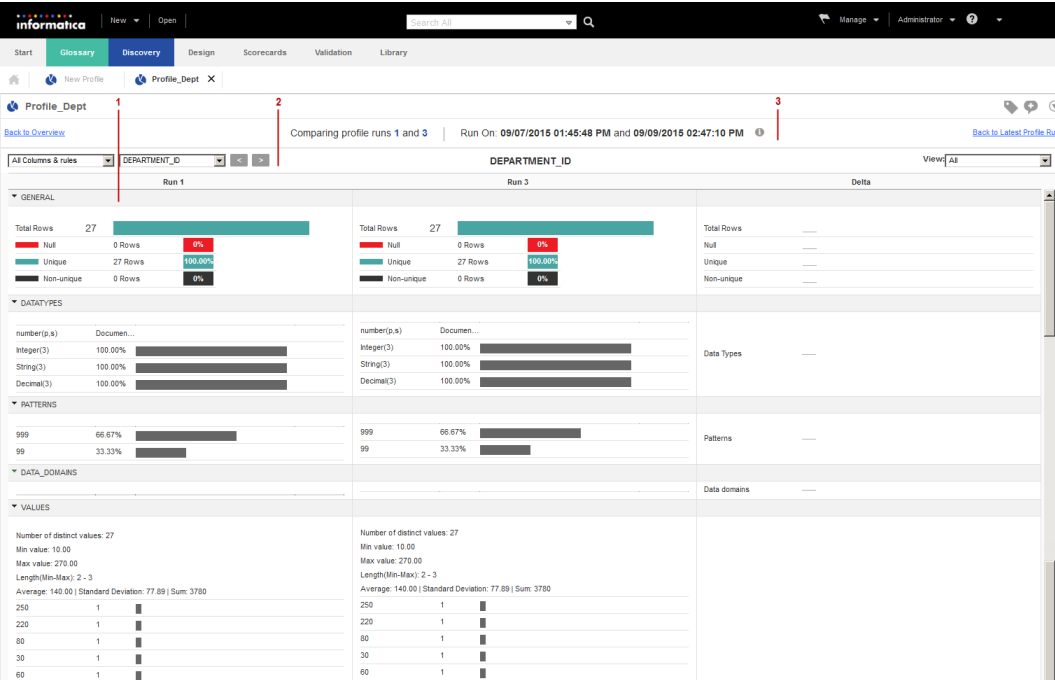 informatica New Open Search All Manage Administrator ?
Start Glossary Discovery Design Scorecards Validation Library
New Profile Profile_Dept X
Profile_Dept 1 2 3
Back to Overview Comparing profile runs 1 and 3 Run On: 09/07/2015 01:45:48 PM and 09/09/2015 02:47:10 PM Back to Latest Profile Ru
All Columns & rules DEPARTMENT_ID < > DEPARTMENT_ID View: All
Run 1 Run 3 Delta
GENERAL
Total Rows 27 Total Rows 27 Total Rows
Null 0 Rows 0% Null 0 Rows 0% Null
Unique 27 Rows 100.00% Unique 27 Rows 100.00% Unique
Non-unique 0 Rows 0% Non-unique 0 Rows 0% Non-unique
DATATYPES
number(p,s) Documen... number(p,s) Documen...
Integer(3) 100.00% Integer(3) 100.00%
String(3) 100.00% String(3) 100.00% Data Types
Decimal(3) 100.00% Decimal(3) 100.00%
PATTERNS
999 66.67% 999 66.67%
99 33.33% 99 33.33% Patterns
DATA_DOMAINS
Data domains
VALUES
Number of distinct values: 27 Number of distinct values: 27
Min value: 10.00 Min value: 10.00
Max value: 270.00 Max value: 270.00
Length(Min-Max): 2 - 3 Length(Min-Max): 2 - 3
Average: 140.00 | Standard Deviation: 77.89 | Sum: 3780 Average: 140.00 | Standard Deviation: 77.89 | Sum: 3780
250 1 250 1
220 1 220 1
80 1 80 1
30 1 30 1
60 1 60 1